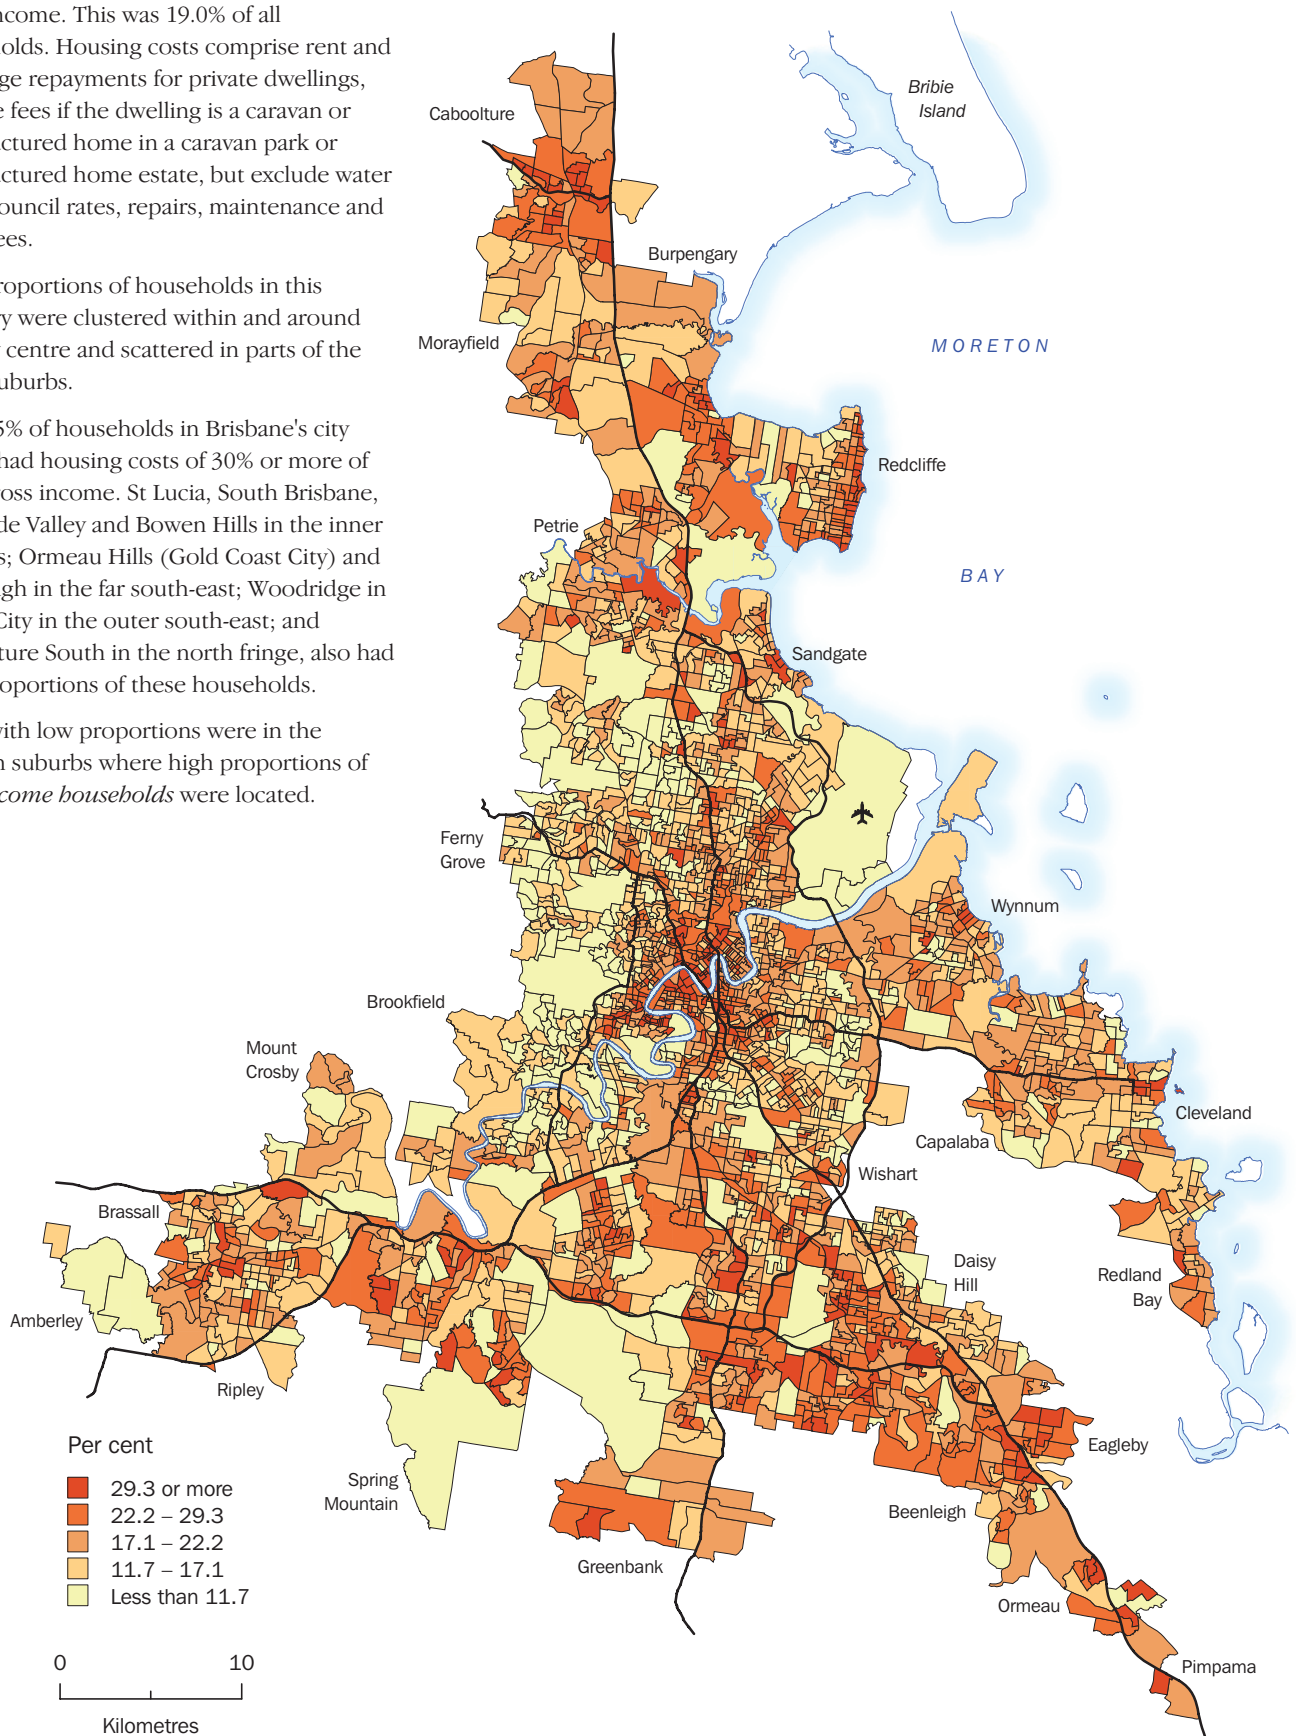 ncome. This was 19.0% of all
olds. Housing costs comprise rent and
ge repayments for private dwellings,
e fees if the dwelling is a caravan or
actured home in a caravan park or
actured home estate, but exclude water
ouncil rates, repairs, maintenance and
ees.
roportions of households in this
ry were clustered within and around
y centre and scattered in parts of the
suburbs.
5% of households in Brisbane's city
had housing costs of 30% or more of
ross income. St Lucia, South Brisbane,
de Valley and Bowen Hills in the inner
s; Ormeau Hills (Gold Coast City) and
gh in the far south-east; Woodridge in
City in the outer south-east; and
ture South in the north fringe, also had
roportions of these households.
with low proportions were in the
n suburbs where high proportions of
come households were located.
Caboolture
Bribie
Island
Burpengary
Morayfield
MORETON
Redcliffe
Petrie
BAY
Sandgate
Ferny
Grove
Wynnum
Brookfield
Mount
Crosby
Cleveland
Capalaba
Wishart
Brassall
Daisy
Hill
Redland
Bay
Amberley
Ripley
Eagleby
Spring
Mountain
Beenleigh
Greenbank
Ormeau
Pimpama
Per cent
29.3 or more
22.2 – 29.3
17.1 – 22.2
11.7 – 17.1
Less than 11.7
0 10
Kilometres